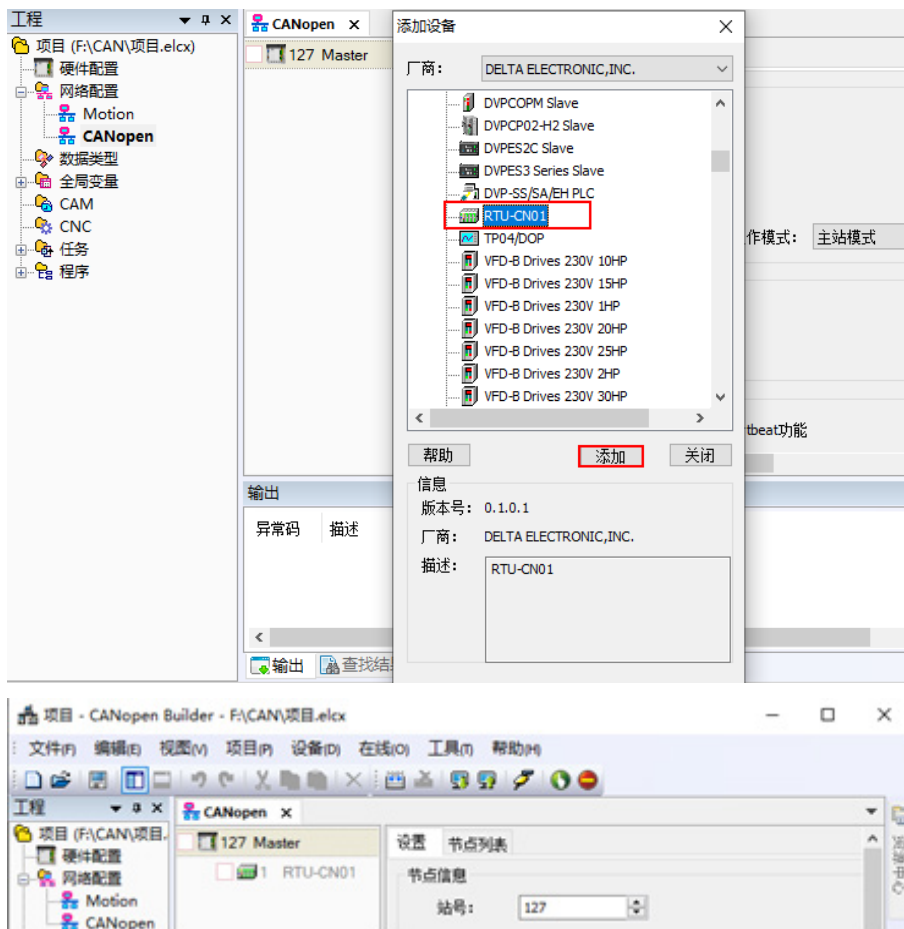 工程
项目 (F:\CAN\项目.elcx)
硬件配置
网络配置
Motion
CANopen
数据类型
全局变量
CAM
CNC
任务
程序
CANopen
127 Master
添加设备
厂商: DELTA ELECTRONIC,INC.
DVPCOPM Slave
DVPCP02-H2 Slave
DVPES2C Slave
DVPES3 Series Slave
DVP-SS/SA/EH PLC
RTU-CN01
TP04/DOP
VFD-B Drives 230V 10HP
VFD-B Drives 230V 15HP
VFD-B Drives 230V 1HP
VFD-B Drives 230V 20HP
VFD-B Drives 230V 25HP
VFD-B Drives 230V 2HP
VFD-B Drives 230V 30HP
帮助 添加 关闭
信息
版本号: 0.1.0.1
厂商: DELTA ELECTRONIC,INC.
描述: RTU-CN01
作模式: 主站模式
tbeat功能
输出
异常码 描述
输出 查找结
项目 - CANopen Builder - F:\CAN\项目.elcx
文件(F) 编辑(E) 视图(V) 项目(P) 设备(D) 在线(O) 工具(T) 帮助(H)
工程
项目 (F:\CAN\项目.
硬件配置
网络配置
Motion
CANopen
CANopen
127 Master
1 RTU-CN01
设置 节点列表
节点信息
站号: 127